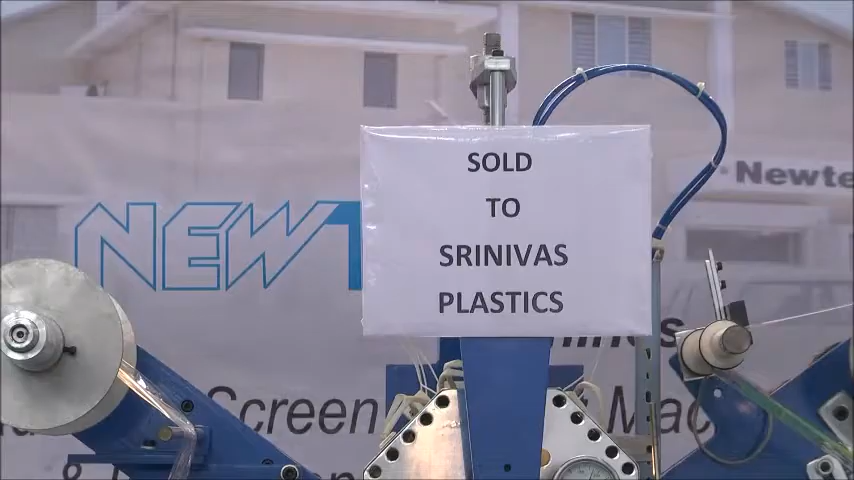 SOLD
TO
SRINIVAS
PLASTICS
NEW
Newte
Screen
Mac